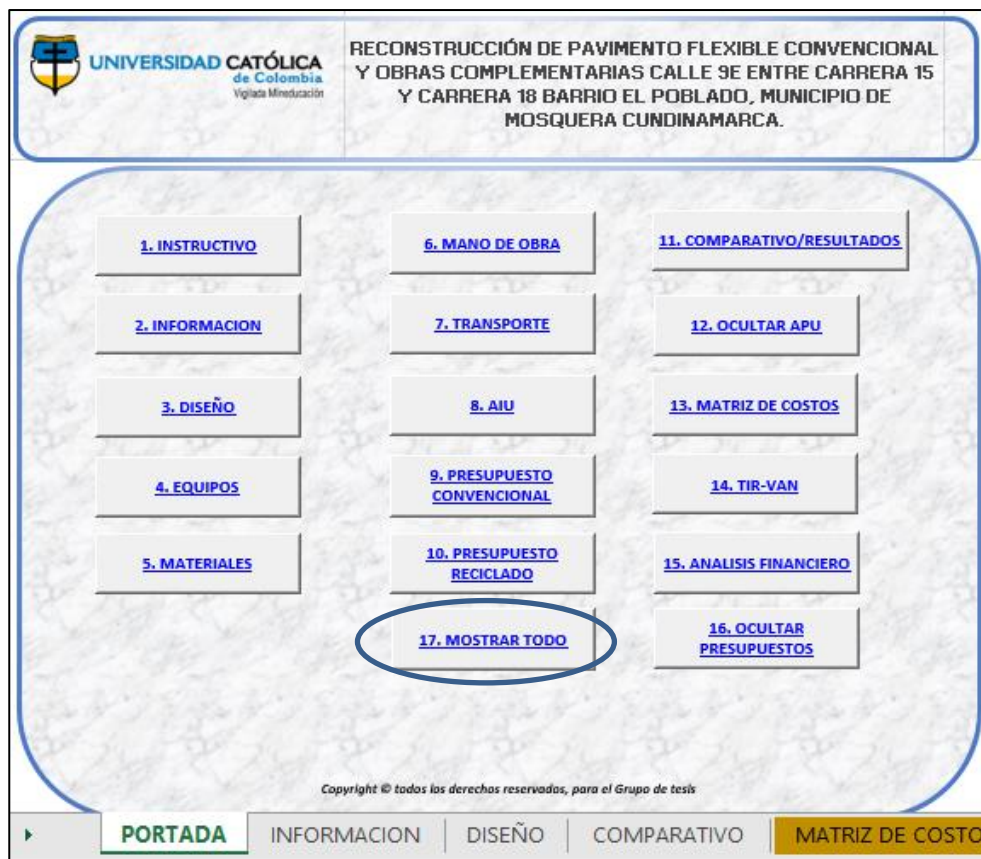 UNIVERSIDAD CATÓLICA
de Colombia
Vigilada Mineducación
RECONSTRUCCIÓN DE PAVIMENTO FLEXIBLE CONVENCIONAL
Y OBRAS COMPLEMENTARIAS CALLE 9E ENTRE CARRERA 15
Y CARRERA 18 BARRIO EL POBLADO, MUNICIPIO DE
MOSQUERA CUNDINAMARCA.
1. INSTRUCTIVO
2. INFORMACION
3. DISEÑO
4. EQUIPOS
5. MATERIALES
6. MANO DE OBRA
7. TRANSPORTE
8. AIU
9. PRESUPUESTO
CONVENCIONAL
10. PRESUPUESTO
RECICLADO
17. MOSTRAR TODO
11. COMPARATIVO/RESULTADOS
12. OCULTAR APU
13. MATRIZ DE COSTOS
14. TIR-VAN
15. ANALISIS FINANCIERO
16. OCULTAR
PRESUPUESTOS
Copyright © todos los derechos reservados, para el Grupo de tesis
PORTADA
INFORMACION
DISEÑO
COMPARATIVO
MATRIZ DE COSTO